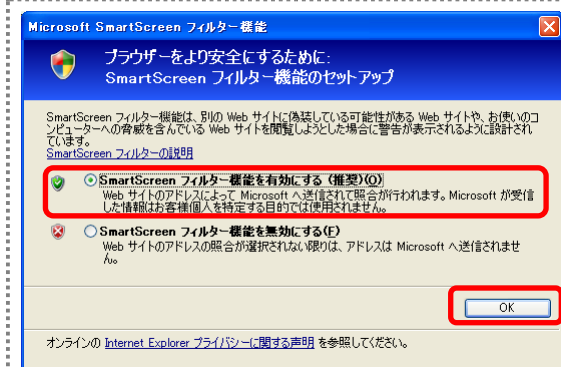 Microsoft SmartScreen フィルター機能
ブラウザーをより安全にするために:
SmartScreen フィルター機能のセットアップ
SmartScreen フィルター機能は、別の Web サイトに偽装している可能性がある Web サイトや、お使いのコ
ンピューターへの脅威を含んでいる Web サイトを閲覧しようとした場合に警告が表示されるように設計され
ています。
SmartScreen フィルターの説明
SmartScreen フィルター機能を有効にする (推奨)(O)
Web サイトのアドレスによって Microsoft へ送信されて照合が行われます。Microsoft が受信
した情報はお客様個人を特定する目的では使用されません。
SmartScreen フィルター機能を無効にする(F)
Web サイトのアドレスの照合が選択されない限りは、アドレスは Microsoft へ送信されませ
ん。
OK
オンラインの Internet Explorer プライバシーに関する声明 を参照してください。